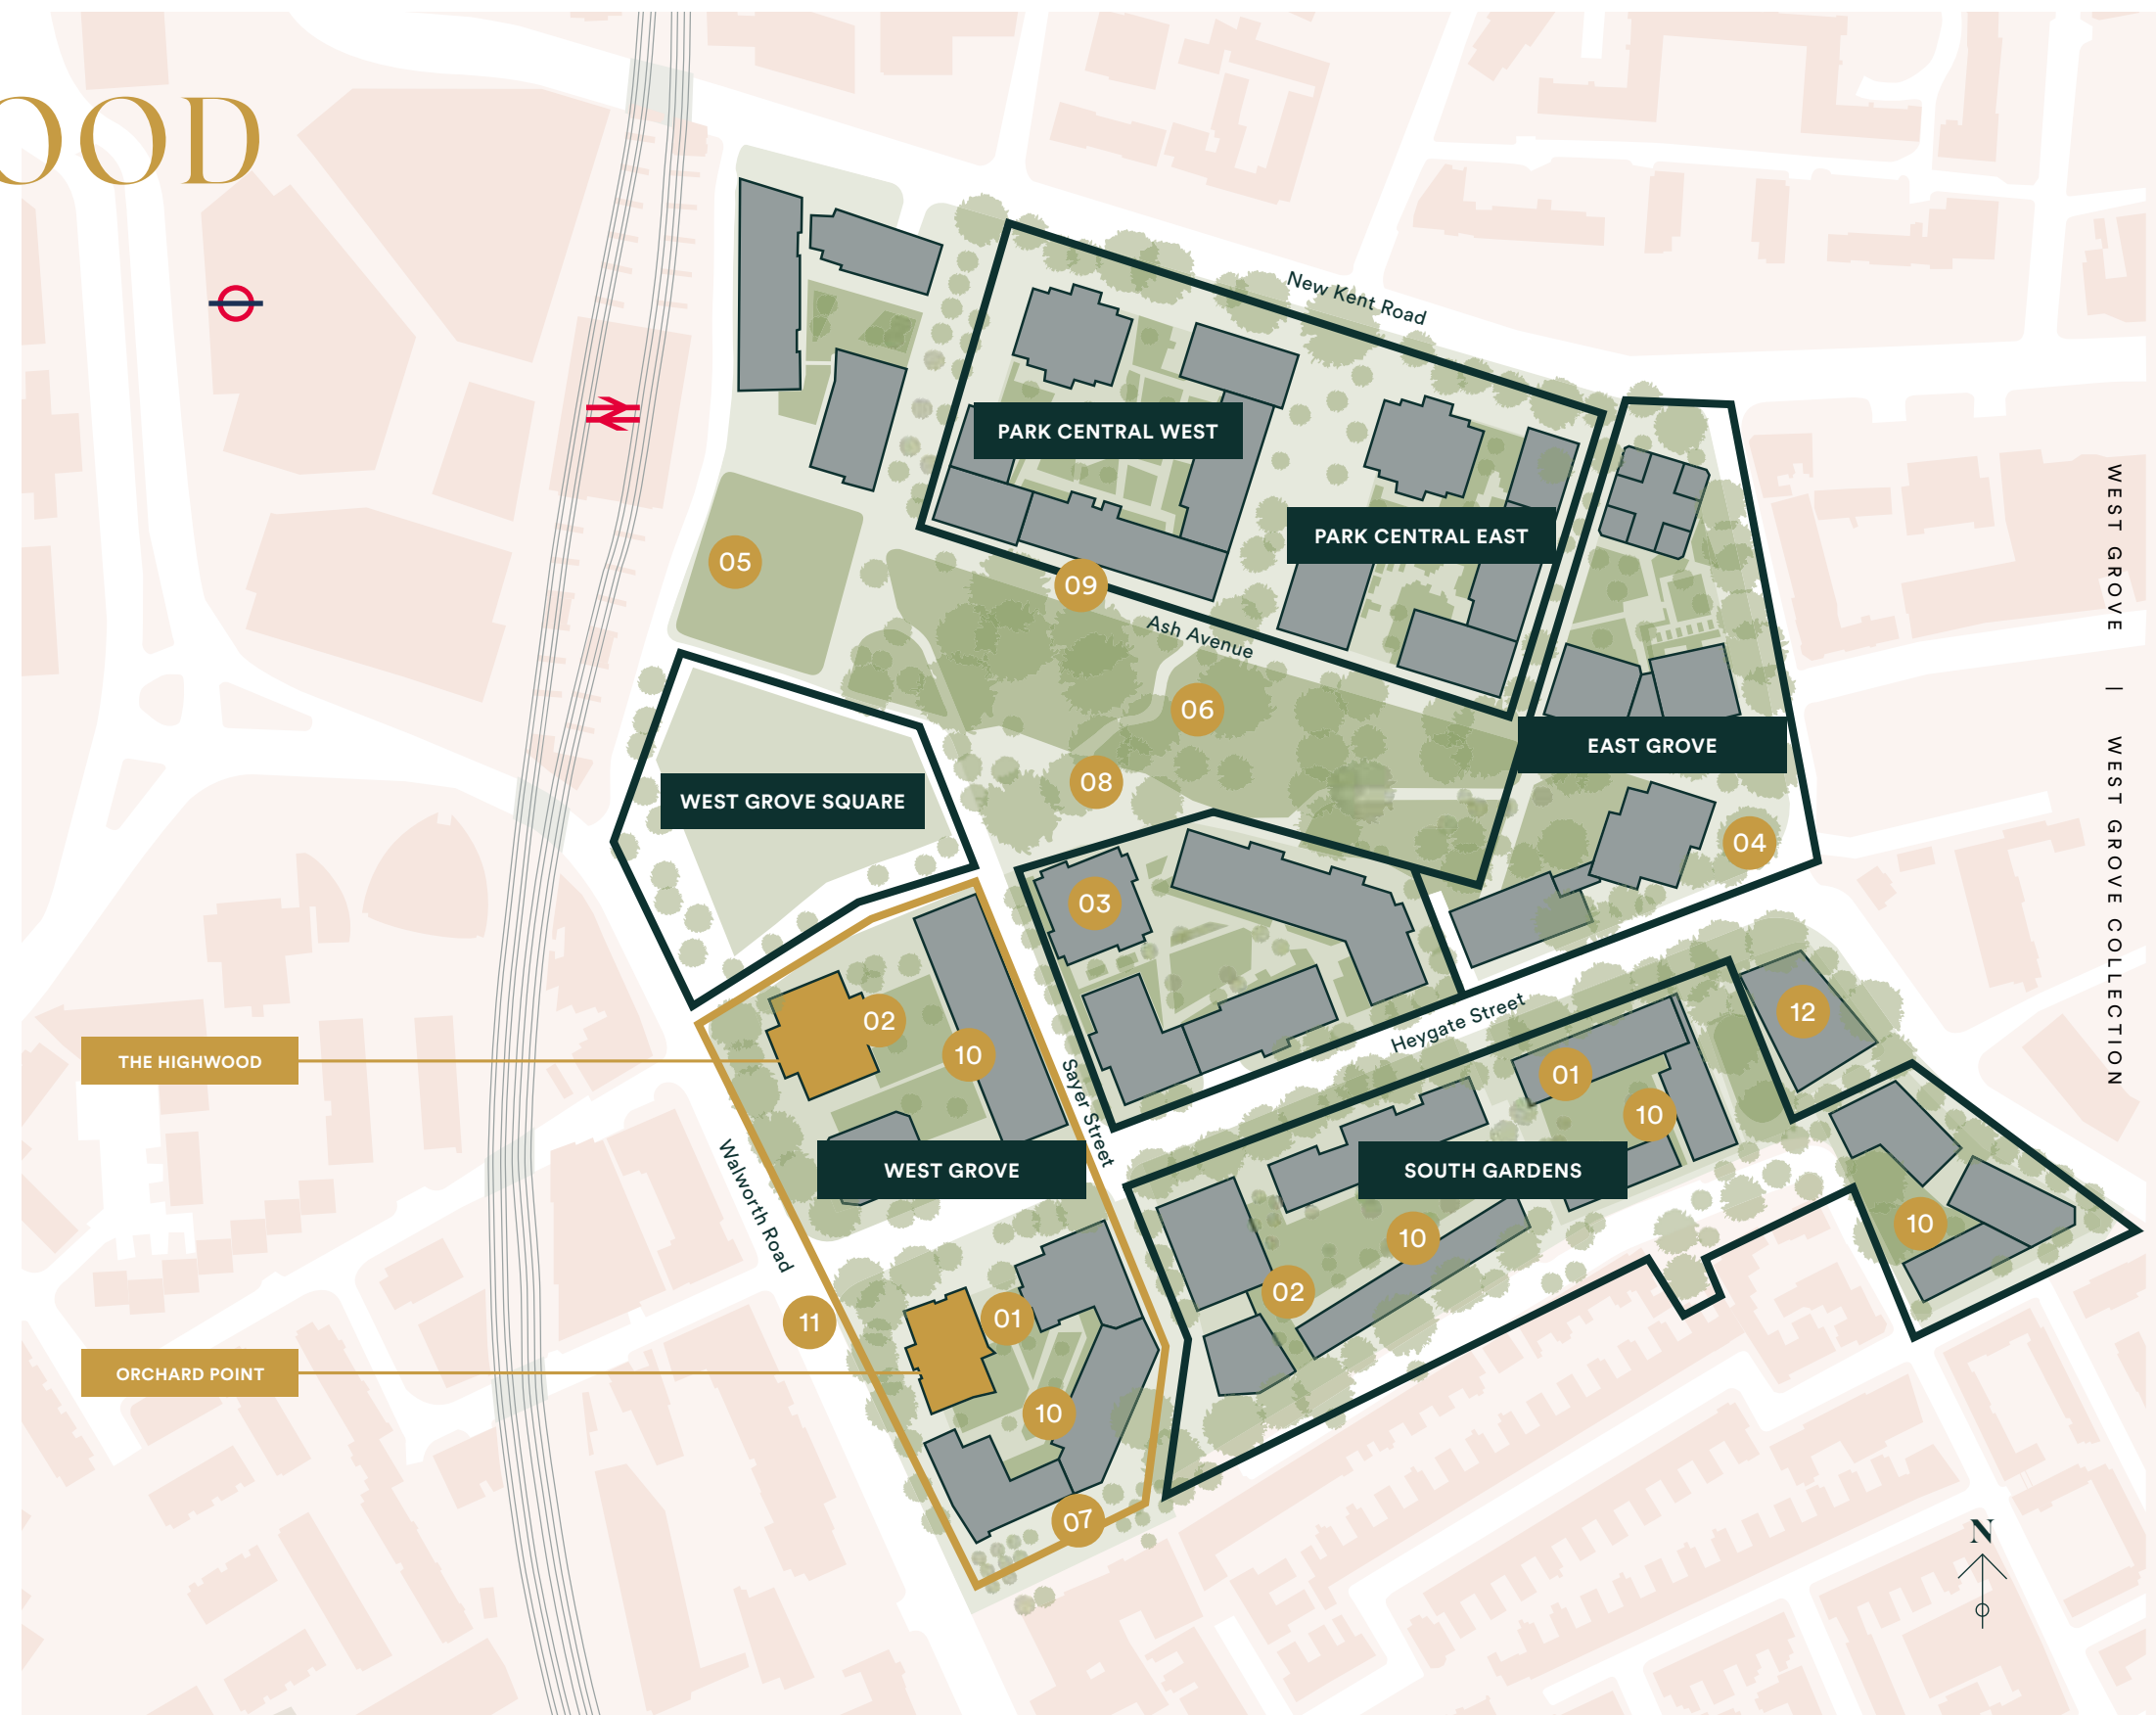 OOD
New Kent Road
PARK CENTRAL WEST
PARK CENTRAL EAST
05
09
Ash Avenue
06
EAST GROVE
08
WEST GROVE SQUARE
04
03
02
10
12
Heygate Street
THE HIGHWOOD
01
10
Sayer Street
Walworth Road
WEST GROVE
SOUTH GARDENS
10
10
02
11
01
ORCHARD POINT
10
07
N
WEST GROVE | WEST GROVE COLLECTION